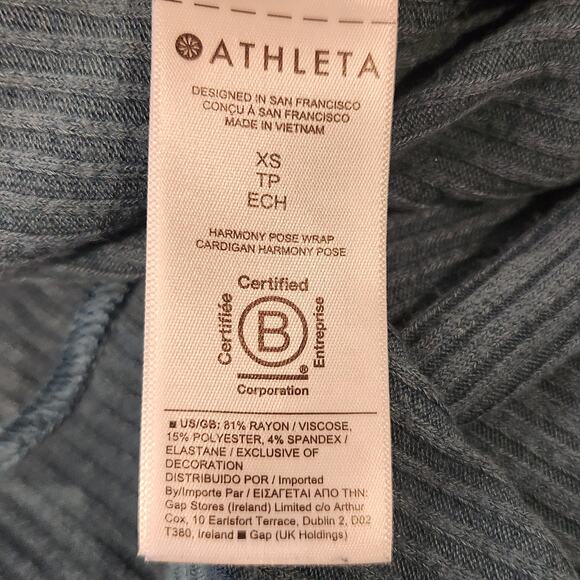 ATHLETA
DESIGNED IN SAN FRANCISCO
CONÇU À SAN FRANCISCO
MADE IN VIETNAM
XS
TP
ECH
HARMONY POSE WRAP
CARDIGAN HARMONY POSE
Certified
Certifiée
B
Entreprise
®
Corporation
■ US/GB: 81% RAYON / VISCOSE,
15% POLYESTER, 4% SPANDEX /
ELASTANE / EXCLUSIVE OF
DECORATION
DISTRIBUIDO POR / Imported
By/Importe Par / ΕΙΣΑΓΕΤΑΙ ΑΠΟ ΤΗΝ:
Gap Stores (Ireland) Limited c/o Arthur
Cox, 10 Earlsfort Terrace, Dublin 2, D02
T380, Ireland ■ Gap (UK Holdings)